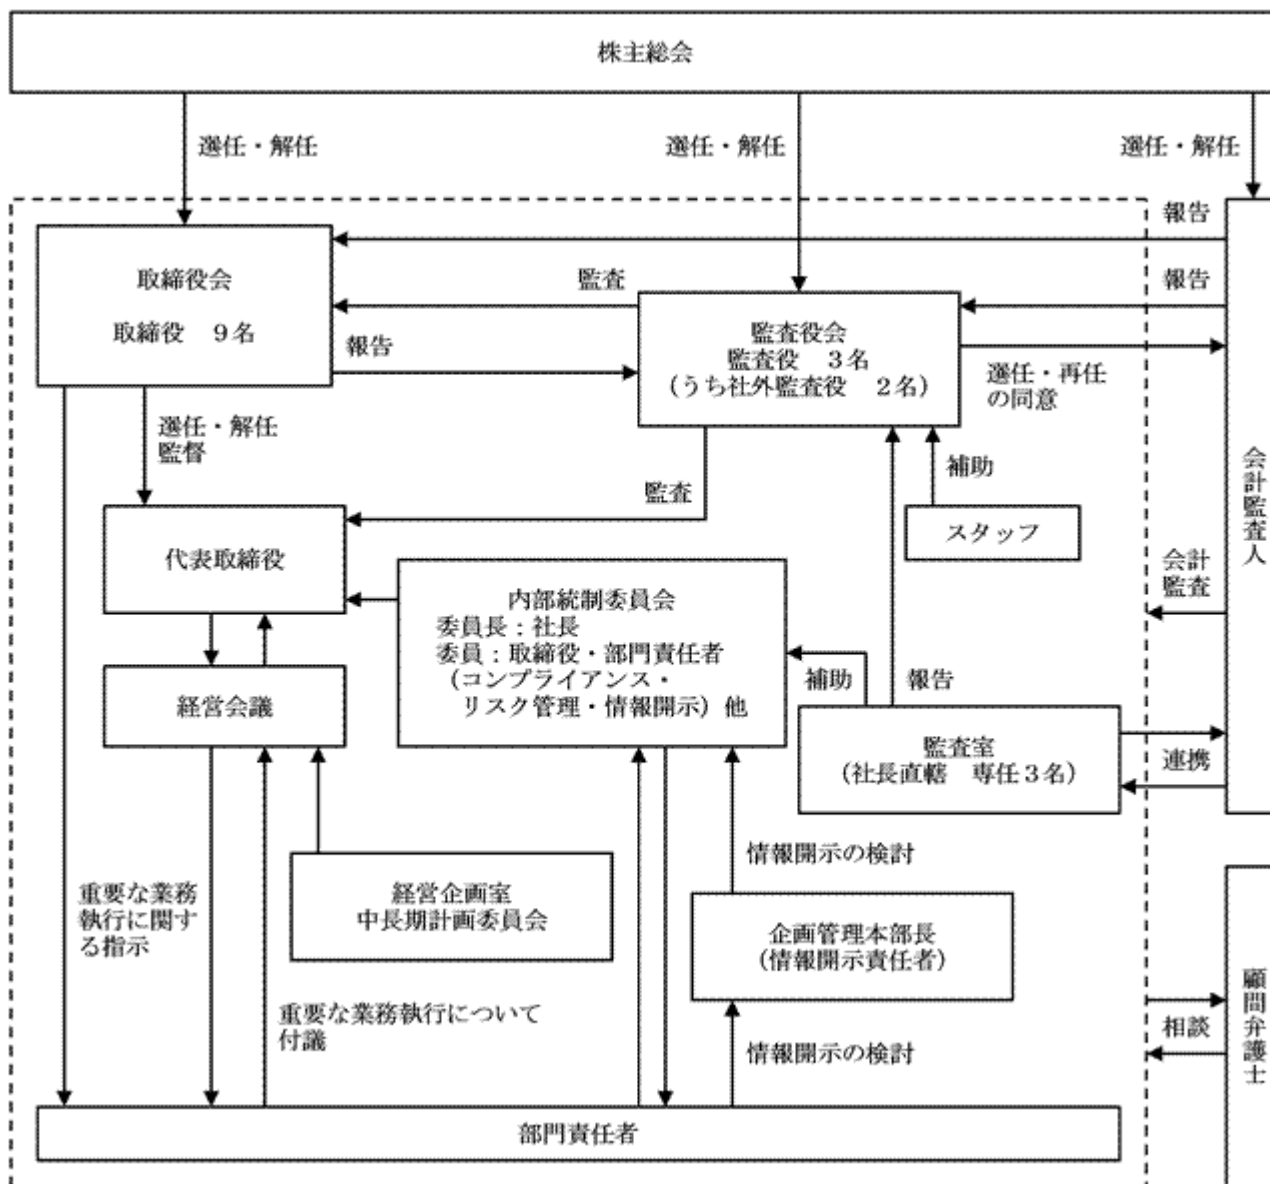 株主総会
選任・解任
選任・解任
選任・解任
報告
取締役会
取締役　９名
監査
報告
報告
監査役会
監査役　３名
（うち社外監査役　２名）
選任・再任
の同意
選任・解任
監督
監査
補助
スタッフ
会計監査人
代表取締役
会計
監査
内部統制委員会
委員長：社長
委員：取締役・部門責任者
（コンプライアンス・
リスク管理・情報開示）他
補助
報告
経営会議
監査室
（社長直轄　専任３名）
連携
情報開示の検討
重要な業務
執行に関す
る指示
経営企画室
中長期計画委員会
企画管理本部長
（情報開示責任者）
重要な業務執行について
付議
情報開示の検討
相談
顧問弁護士
部門責任者